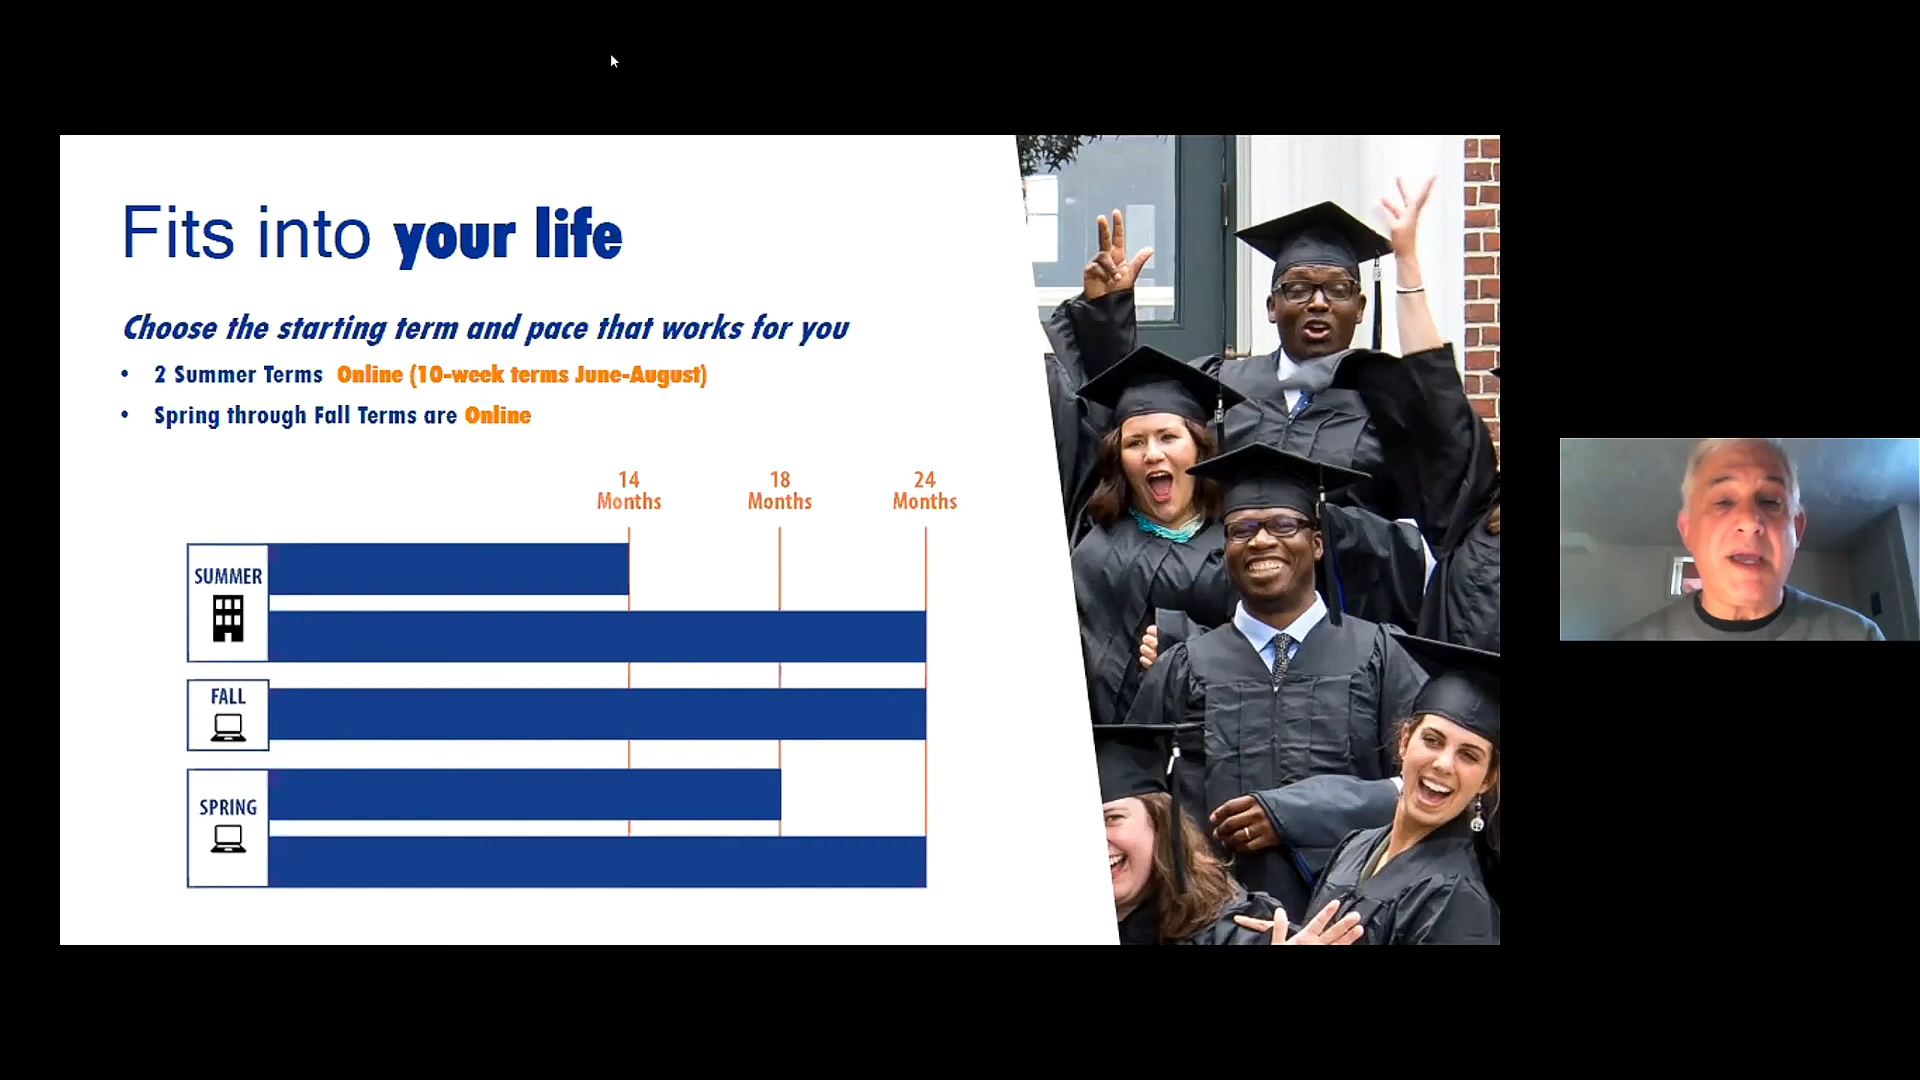 Fits into your life
Choose the starting term and pace that works for you
• 2 Summer Terms Online (10-week terms June-August)
• Spring through Fall Terms are Online
14 Months
18 Months
24 Months
SUMMER
FALL
SPRING